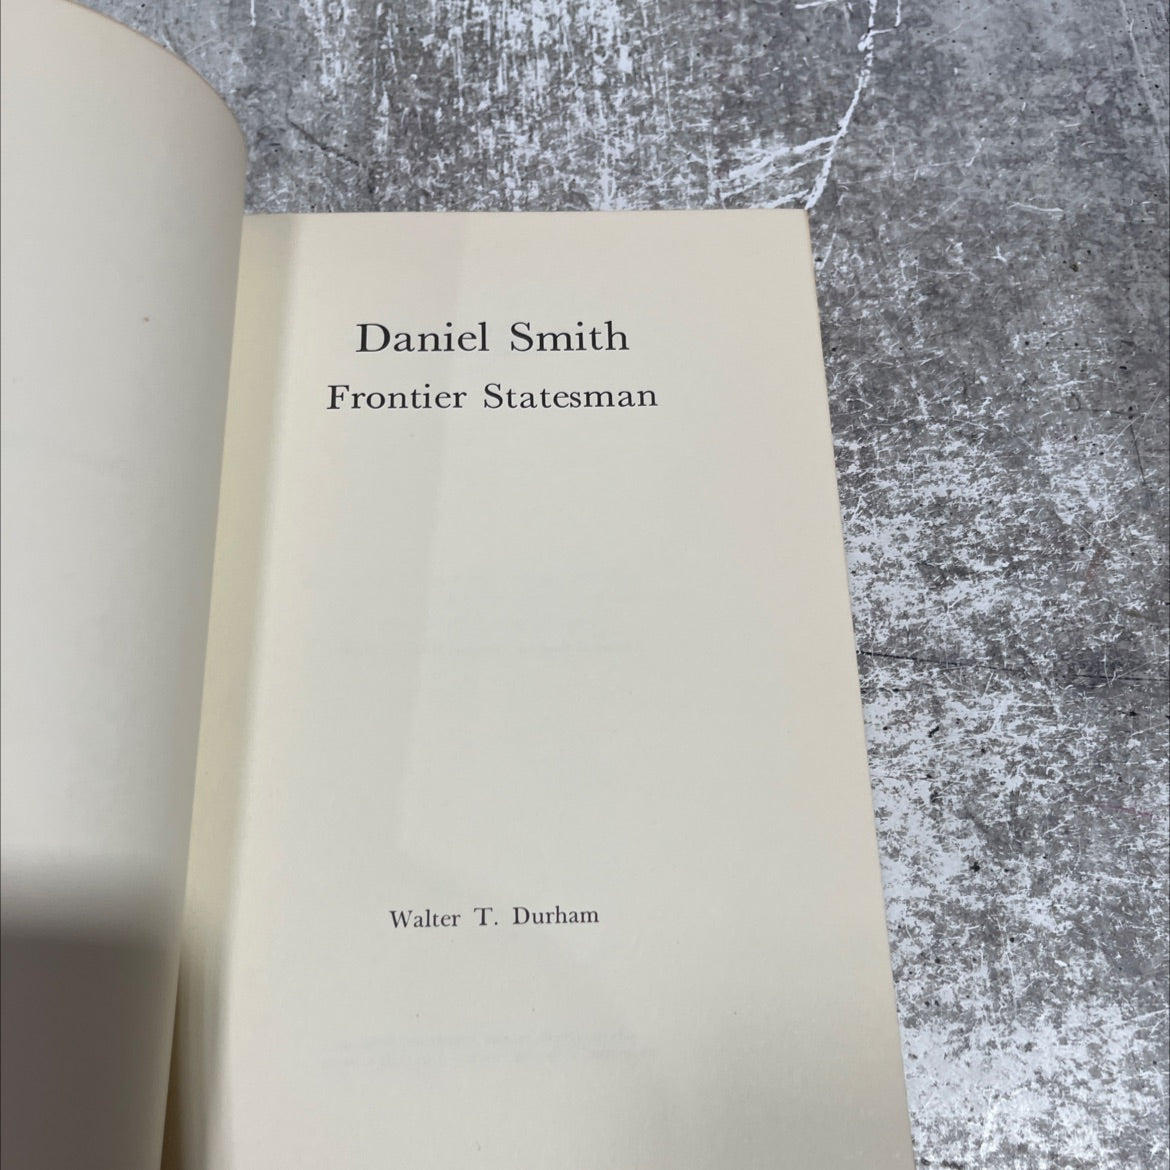 Daniel Smith
Frontier Statesman
Walter T. Durham